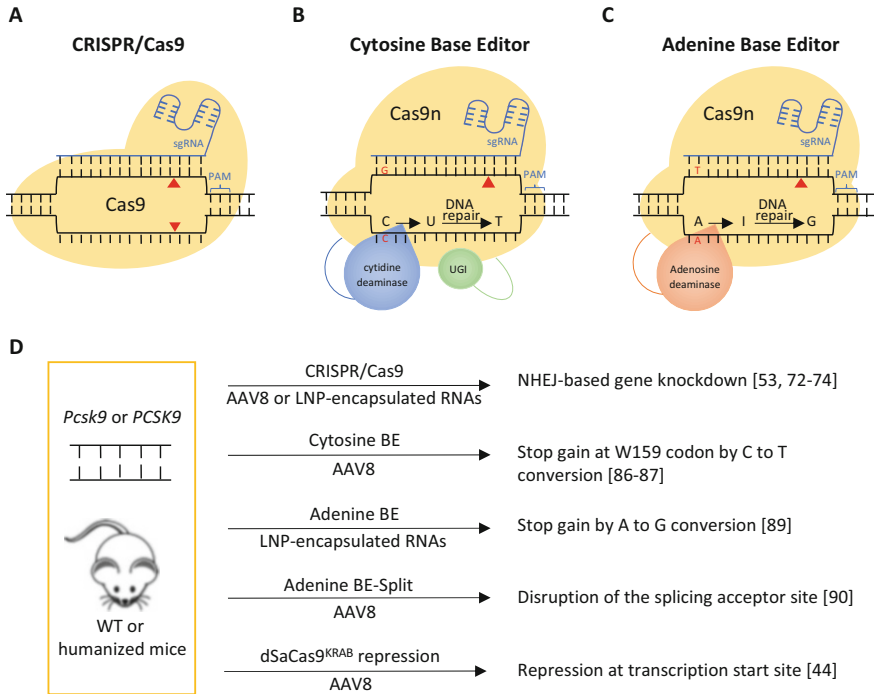 A
CRISPR/Cas9
sgRNA
PAM
Cas9
B
Cytosine Base Editor
Cas9n
sgRNA
G
PAM
DNA
repair
C U T
C
cytidine
deaminase
UGI
C
Adenine Base Editor
Cas9n
sgRNA
T
PAM
DNA
repair
A I G
A
Adenosine
deaminase
D
Pcsk9 or PCSK9
WT or
humanized mice
CRISPR/Cas9
AAV8 or LNP-encapsulated RNAs
NHEJ-based gene knockdown [53, 72-74]
Cytosine BE
AAV8
Stop gain at W159 codon by C to T
conversion [86-87]
Adenine BE
LNP-encapsulated RNAs
Stop gain by A to G conversion [89]
Adenine BE-Split
AAV8
Disruption of the splicing acceptor site [90]
dSaCas9KRAB repression
AAV8
Repression at transcription start site [44]